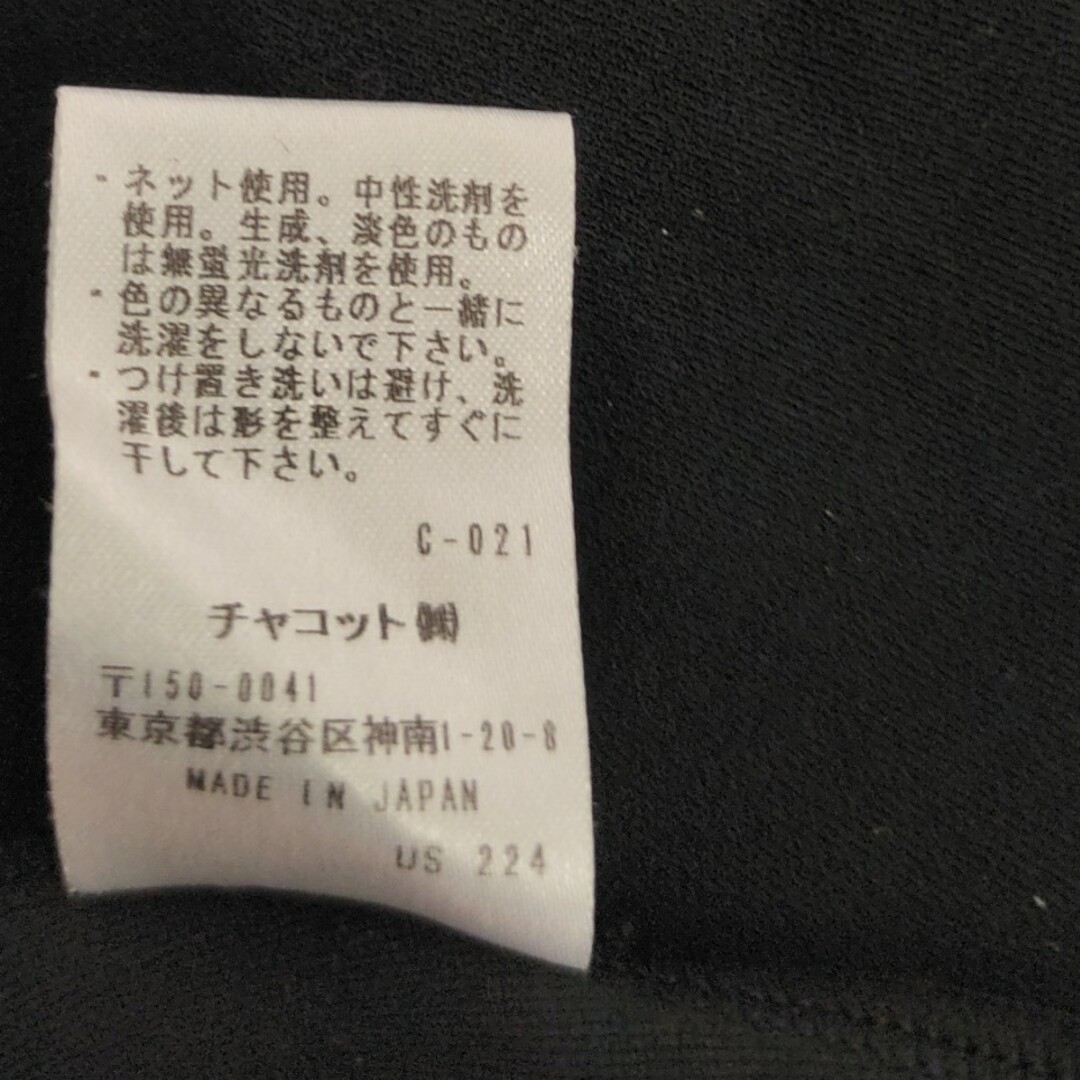 ・ネット使用。中性洗剤を
使用。生成、淡色のもの
は無蛍光洗剤を使用。
・色の異なるものと一緒に
洗濯をしないで下さい。
・つけ置き洗いは避け、洗
濯後は形を整えてすぐに
干して下さい。
C-021
チャコット㈱
〒150-0041
東京都渋谷区神南1-20-8
MADE IN JAPAN
US 224